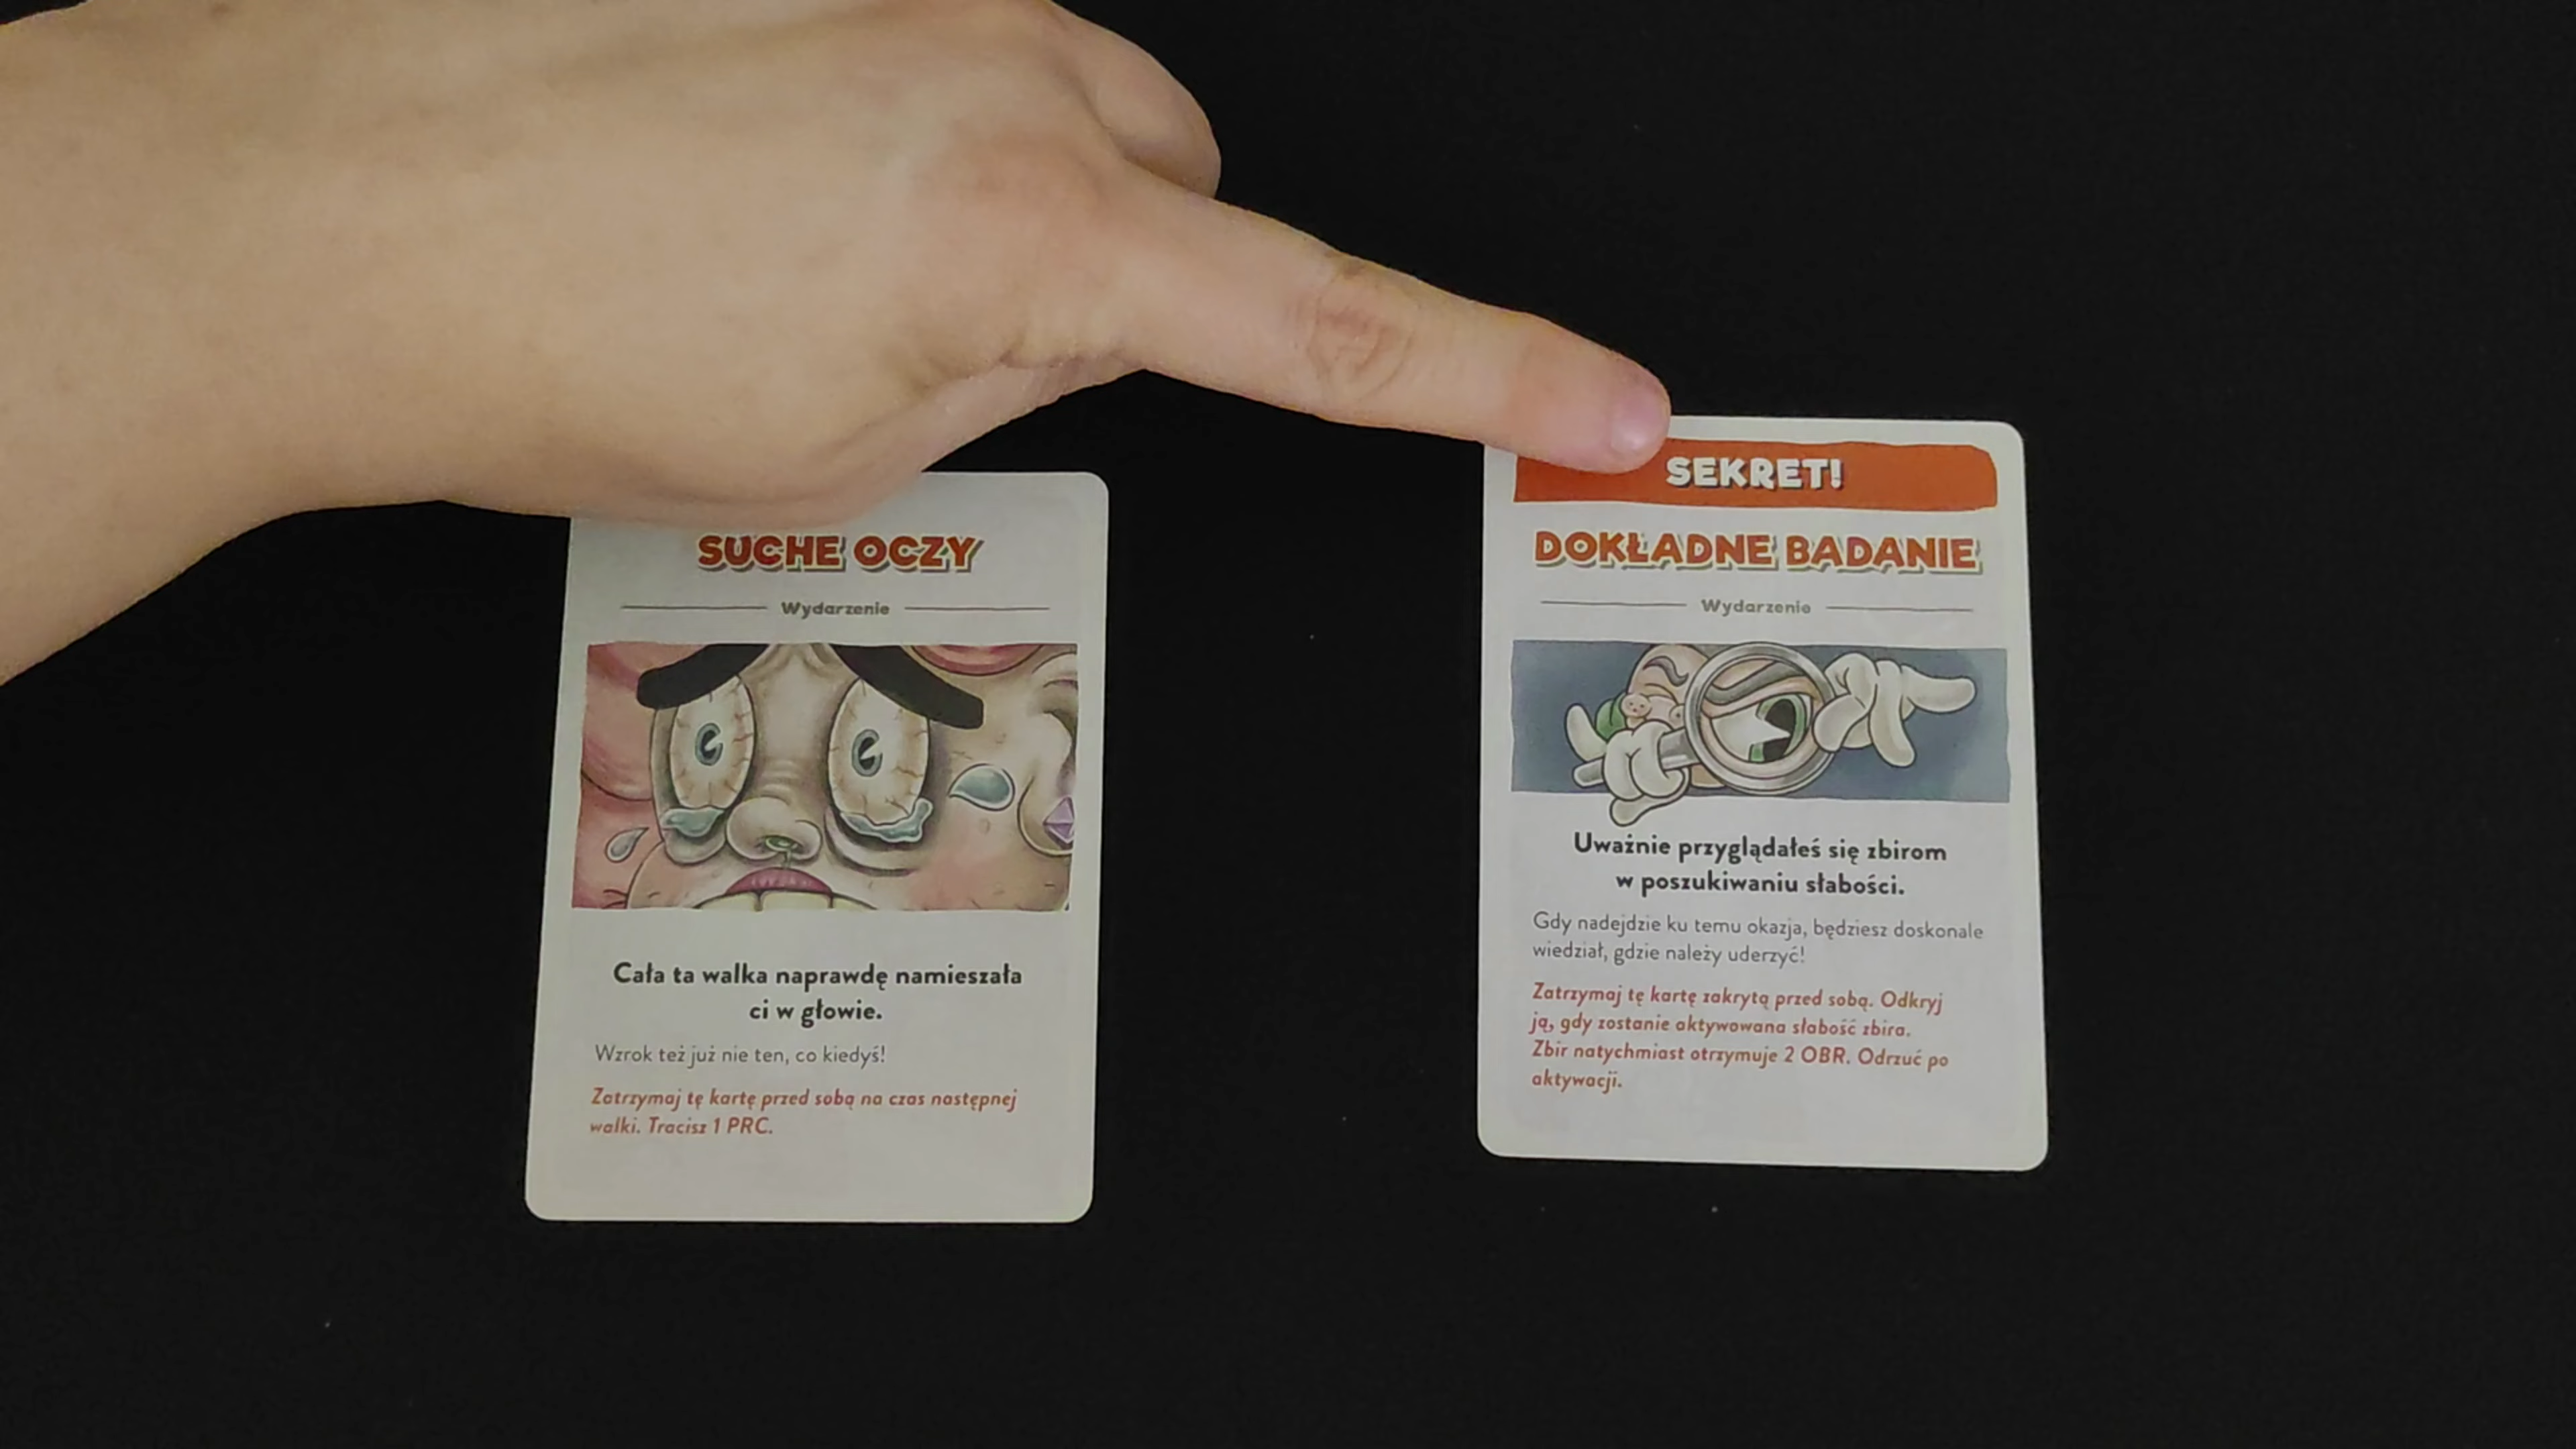 SUCHE OCZY
Wydarzenie
Cała ta walka naprawdę namieszała
ci w głowie.
Wzrok też już nie ten, co kiedyś!
Zatrzymaj tę kartę przed sobą na czas następnej
walki. Tracisz 1 PRC.
SEKRET!
DOKŁADNE BADANIE
Wydarzenie
Uważnie przyglądałeś się zbirom
w poszukiwaniu słabości.
Gdy nadejdzie ku temu okazja, będziesz doskonale
wiedział, gdzie należy uderzyć!
Zatrzymaj tę kartę zakrytą przed sobą. Odkryj
ją, gdy zostanie aktywowana słabość zbira.
Zbir natychmiast otrzymuje 2 OBR. Odrzuć po
aktywacji.